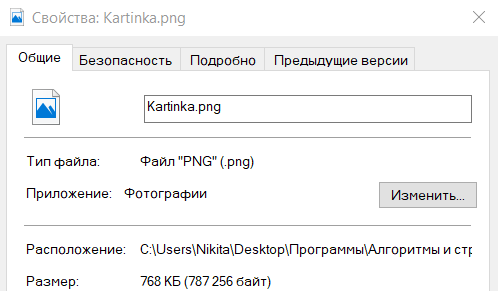 Свойства: Kartinka.png
Общие Безопасность Подробно Предыдущие версии
Kartinka.png
Тип файла: Файл "PNG" (.png)
Приложение: Фотографии Изменить...
Расположение: C:\Users\Nikita\Desktop\Программы\Алгоритмы и стр
Размер: 768 КБ (787 256 байт)